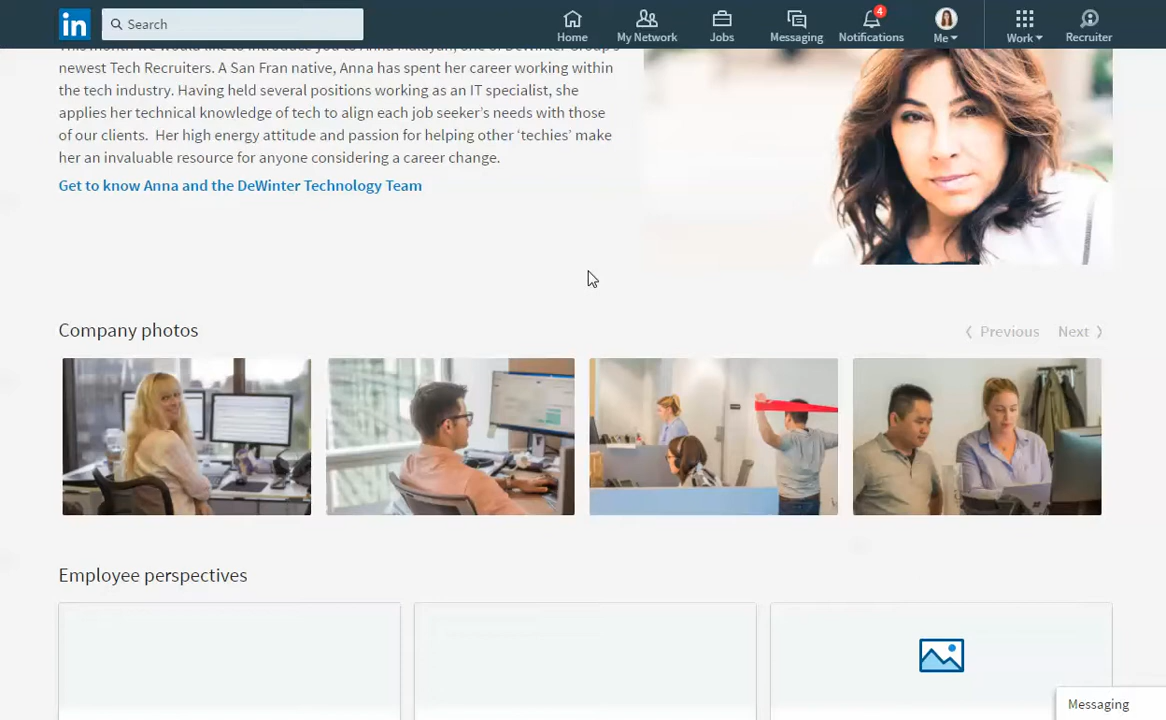 in
Search
Home
My Network
Jobs
Messaging
4
Notifications
Me
Work
Recruiter
newest Tech Recruiters. A San Fran native, Anna has spent her career working within
the tech industry. Having held several positions working as an IT specialist, she
applies her technical knowledge of tech to align each job seeker's needs with those
of our clients.  Her high energy attitude and passion for helping other 'techies' make
her an invaluable resource for anyone considering a career change.
Get to know Anna and the DeWinter Technology Team
Company photos
Previous
Next
Employee perspectives
Messaging